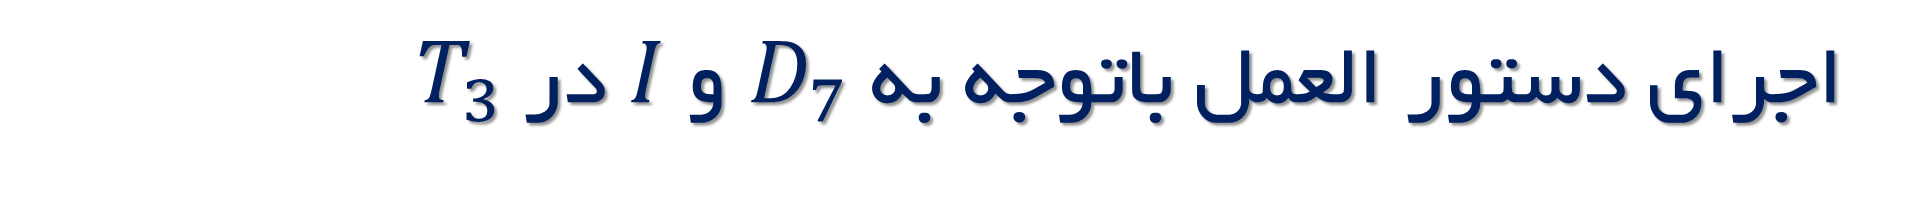 اجرای دستور العمل باتوجه به D₇ و I در T₃